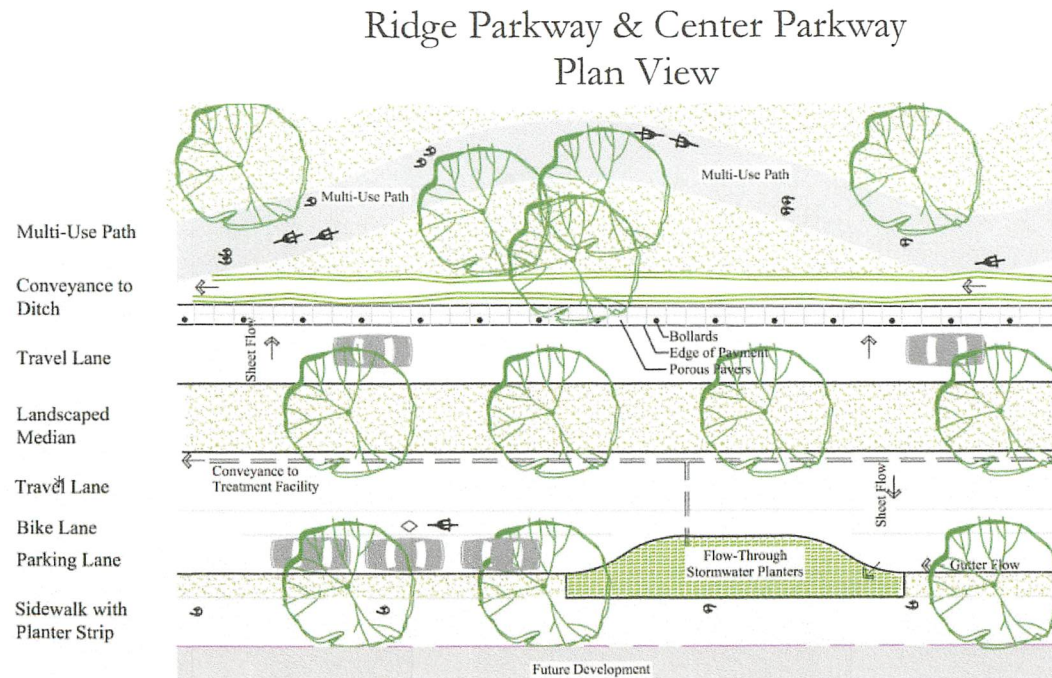 Ridge Parkway & Center Parkway
Plan View
Multi-Use Path
Multi-Use Path
Multi-Use Path
Conveyance to
Ditch
Sheet Flow
Bollards
Edge of Payment
Porous Pavers
Travel Lane
Landscaped
Median
Conveyance to
Treatment Facility
Travel Lane
Sheet Flow
Bike Lane
Parking Lane
Flow-Through
Stormwater Planters
Gutter Flow
Sidewalk with
Planter Strip
Future Development